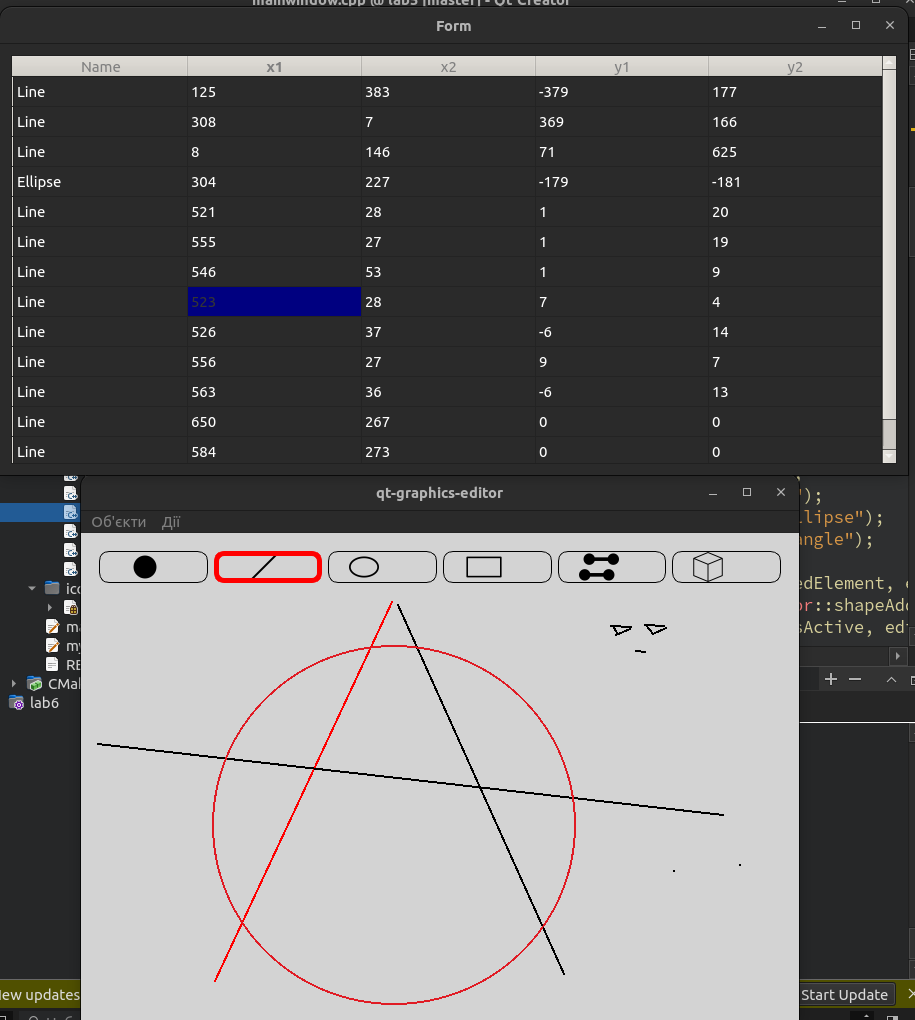 mainwindow.cpp @ lab5 [master] - Qt Creator
Form
Name x1 x2 y1 y2
Line 125 383 -379 177
Line 308 7 369 166
Line 8 146 71 625
Ellipse 304 227 -179 -181
Line 521 28 1 20
Line 555 27 1 19
Line 546 53 1 9
Line 523 28 7 4
Line 526 37 -6 14
Line 556 27 9 7
Line 563 36 -6 13
Line 650 267 0 0
Line 584 273 0 0
qt-graphics-editor
Об'єкти Дії
");
llipse");
ngle");
ico
edElement, e
ma
or::shapeAdd
my
sActive, edi
RE
CMak
lab6
New updates
Start Update